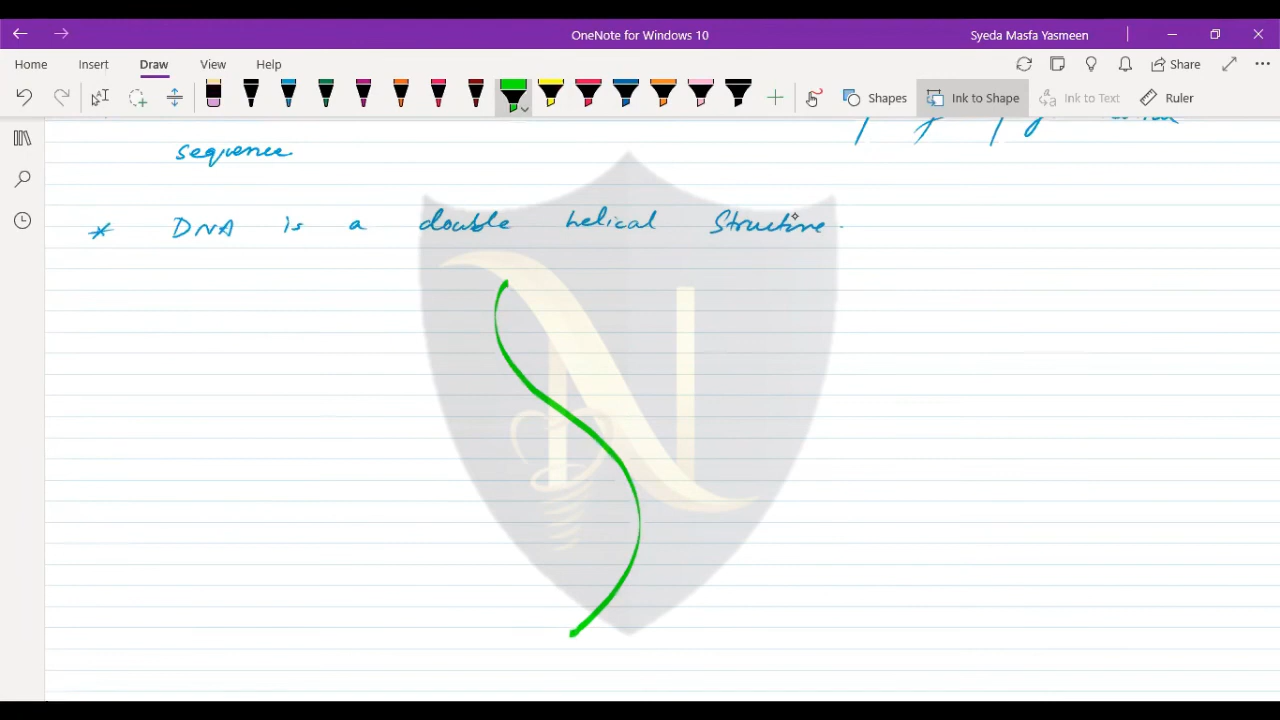 OneNote for Windows 10
Syeda Masfa Yasmeen
Home Insert Draw View Help
Share
Shapes Ink to Shape Ink to Text Ruler
sequence
* DNA is a double helical Structure.
N